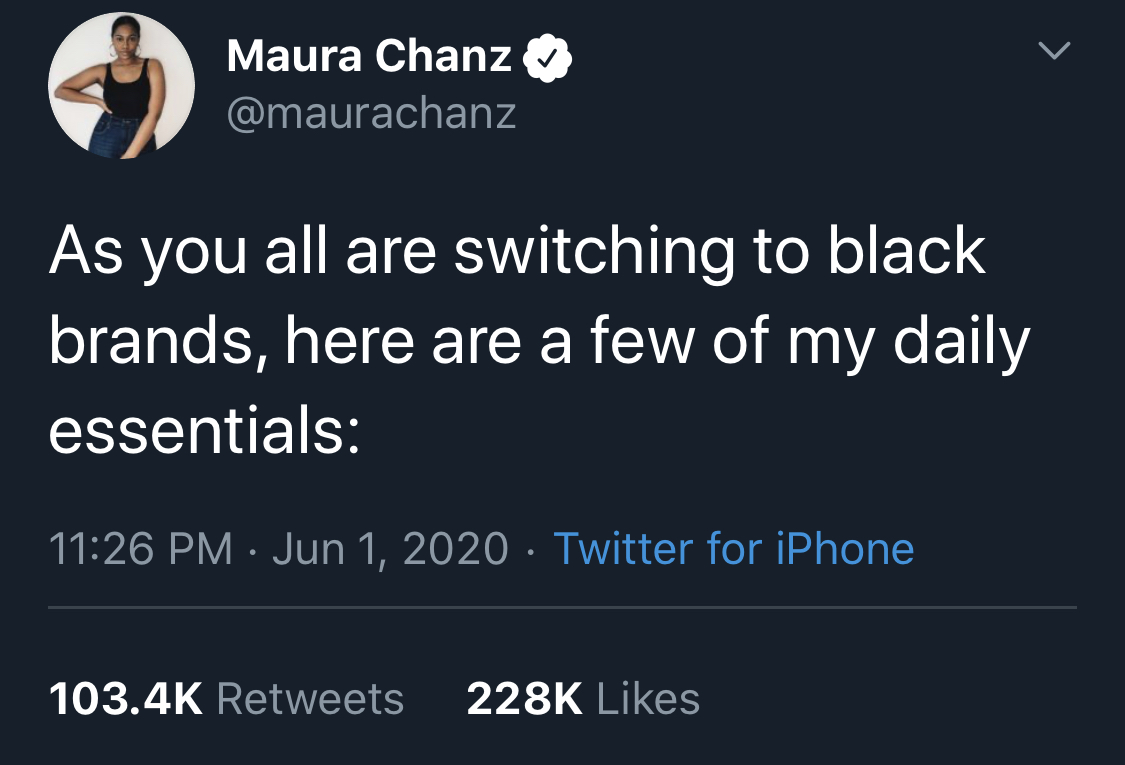 Maura Chanz
@maurachanz
As you all are switching to black
brands, here are a few of my daily
essentials:
11:26 PM · Jun 1, 2020 · Twitter for iPhone
103.4K Retweets 228K Likes